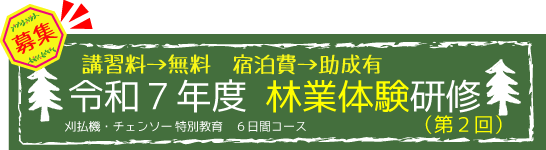 募集
講習料→無料　宿泊費→助成有
令和７年度 林業体験研修
刈払機・チェンソー特別教育　６日間コース
（第２回）